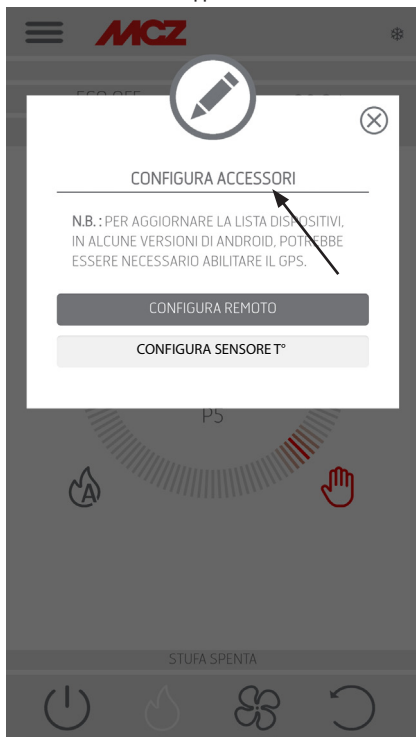 MCZ
CONFIGURA ACCESSORI
N.B. : PER AGGIORNARE LA LISTA DISPOSITIVI,
IN ALCUNE VERSIONI DI ANDROID, POTREBBE
ESSERE NECESSARIO ABILITARE IL GPS.
CONFIGURA REMOTO
CONFIGURA SENSORE T°
P5
A
STUFA SPENTA